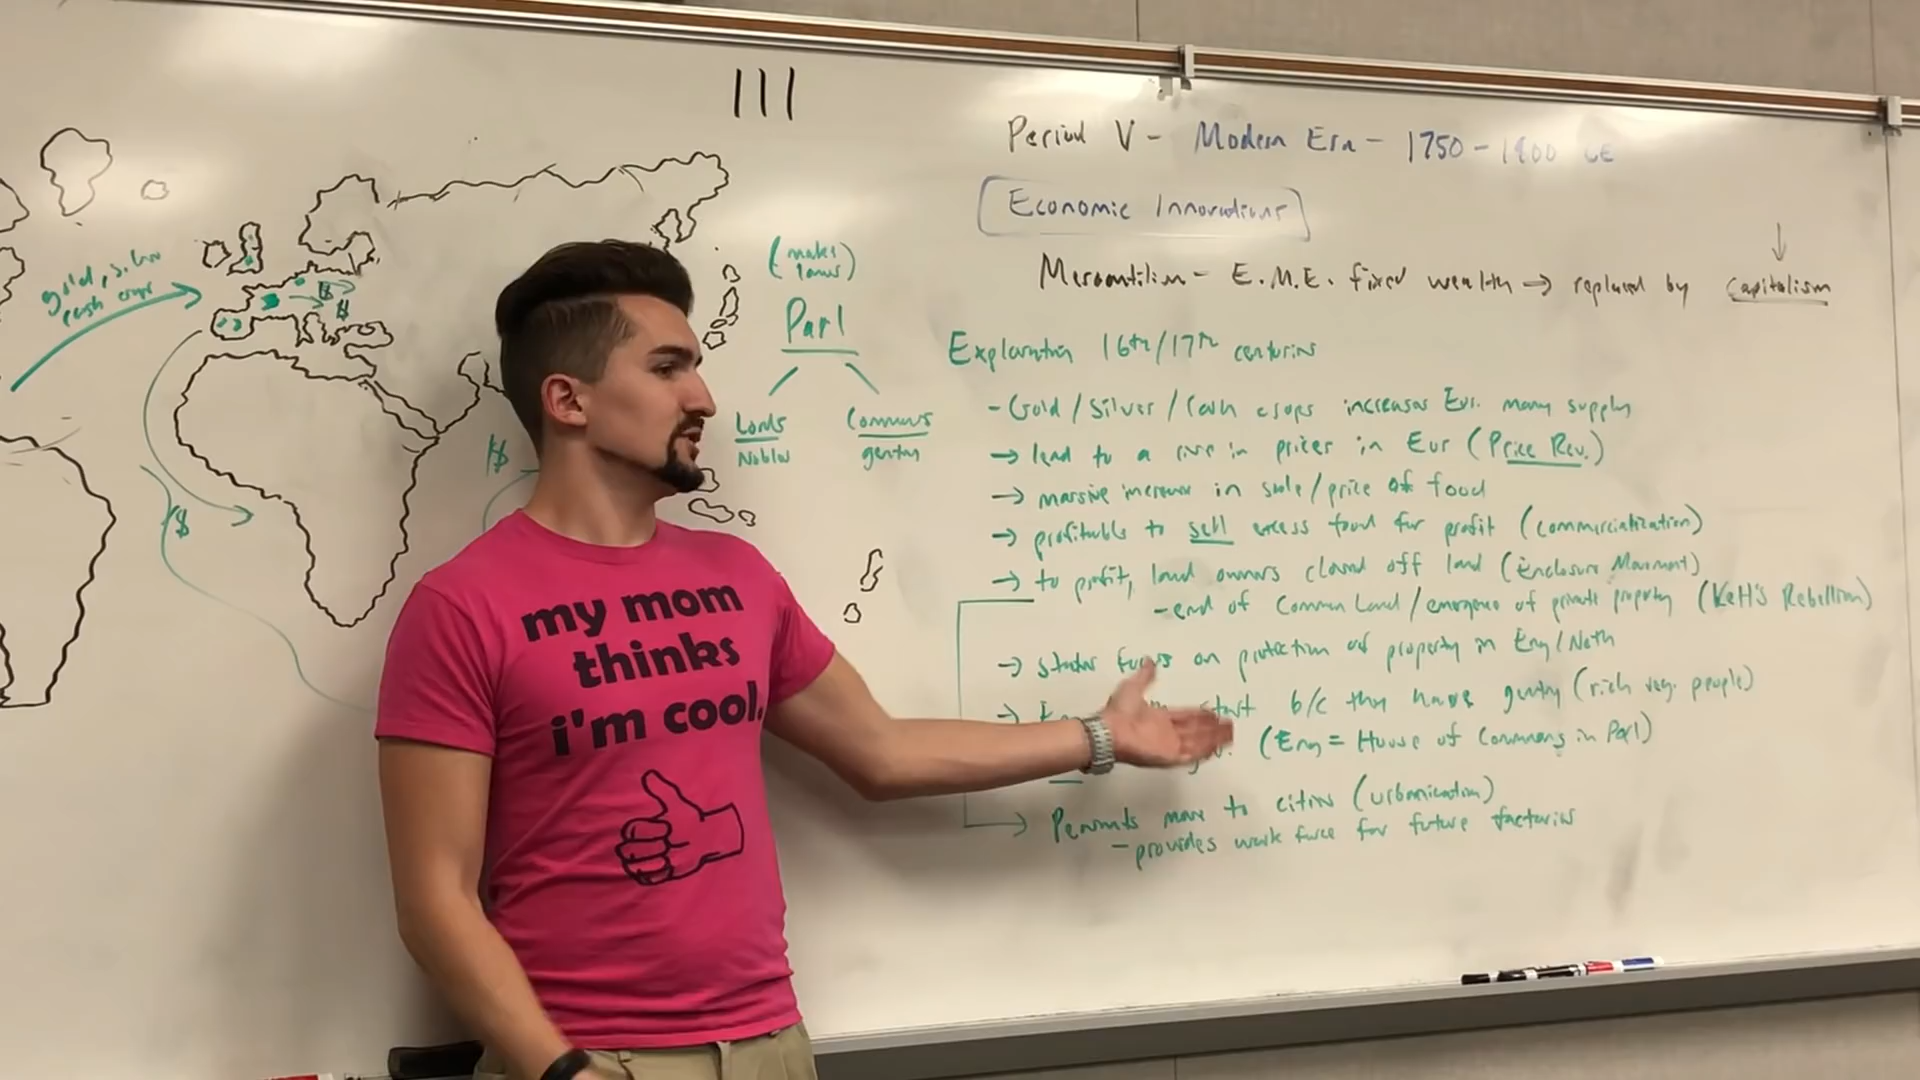 III
Period V - Modern Era - 1750 - 1900 CE
Economic Innovations
Mercantilism - E.M.E. fixed wealth → replaced by capitalism
gold, silver
cash crops
$
$
$
$
(makes
laws)
Parl
Lords
Nobles
Commons
gentry
Exploration 16th/17th centuries
- Gold/Silver/Cash crops increases Eur. money supply
→ lead to a rise in prices in Eur (Price Rev.)
→ massive increase in sale/price of food
→ profitable to sell excess food for profit (commercialization)
→ to profit, land owners closed off land (Enclosure Movement)
- end of Common Land/emergence of private property (Kett's Rebellion)
→ states focus on protection of property in Eng/Neth
→ start b/c they have gentry (rich reg. people)
(Eng = House of Commons in Parl)
→ Peasants move to cities (urbanization)
- provides work force for future factories
my mom
thinks
i'm cool.